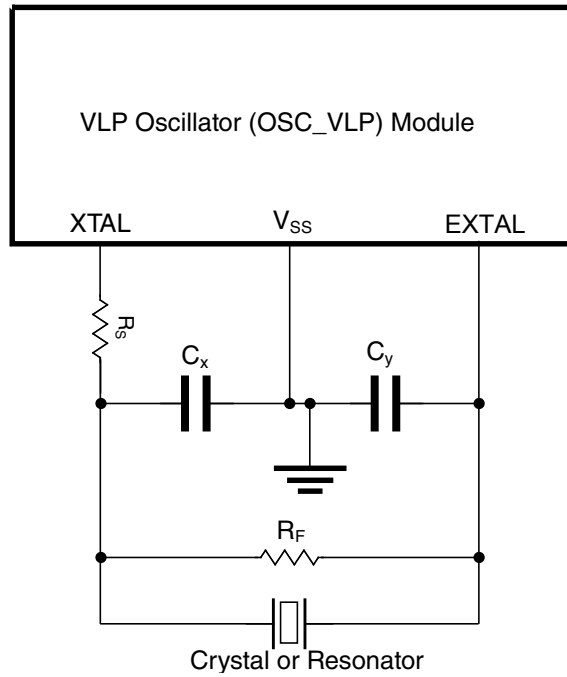 VLP Oscillator (OSC_VLP) Module
XTAL
VSS
EXTAL
RS
Cx
Cy
RF
Crystal or Resonator